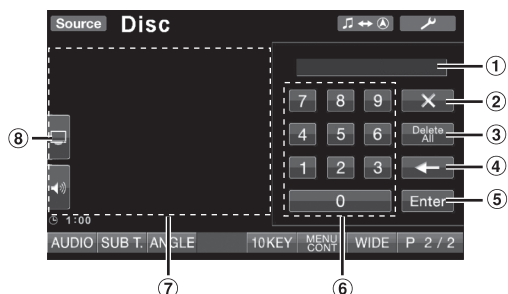 Source Disc
①
7 8 9
②
4 5 6 Delete All
③
⑧
1 2 3
④
0 Enter
⑤
1:00
AUDIO SUB T. ANGLE 10KEY MENU CONT WIDE P 2/2
⑦ ⑥